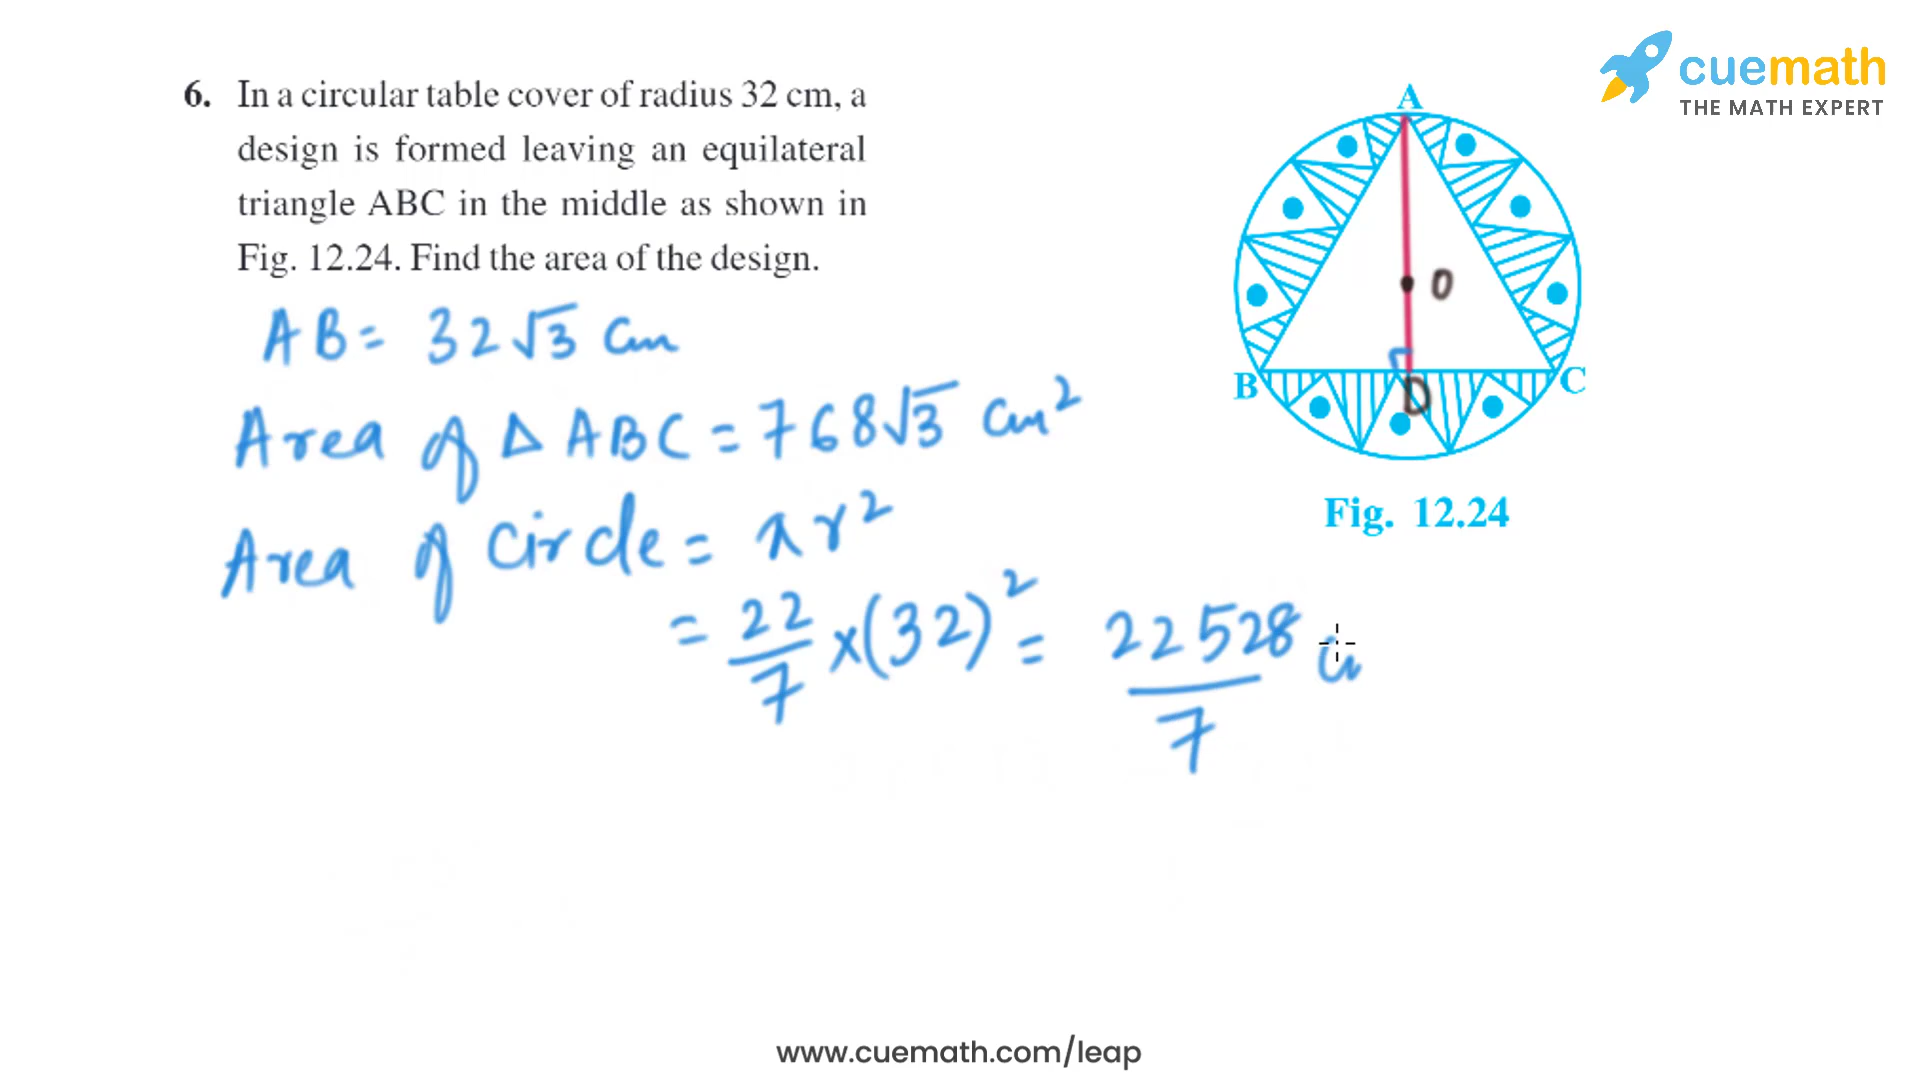 6. In a circular table cover of radius 32 cm, a
design is formed leaving an equilateral
triangle ABC in the middle as shown in
Fig. 12.24. Find the area of the design.
AB = 32√3 cm
Area of △ ABC = 768√3 cm²
Area of circle = πr²
= 22/7 × (32)² = 22528/7 c
cuemath
THE MATH EXPERT
A
O
B
D
C
Fig. 12.24
www.cuemath.com/leap